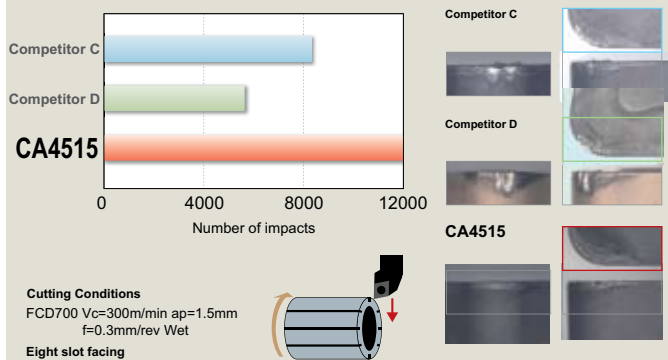 Competitor C
Competitor D
CA4515
0 4000 8000 12000
Number of impacts
Cutting Conditions
FCD700 Vc=300m/min ap=1.5mm
f=0.3mm/rev Wet
Eight slot facing
Competitor C
Competitor D
CA4515